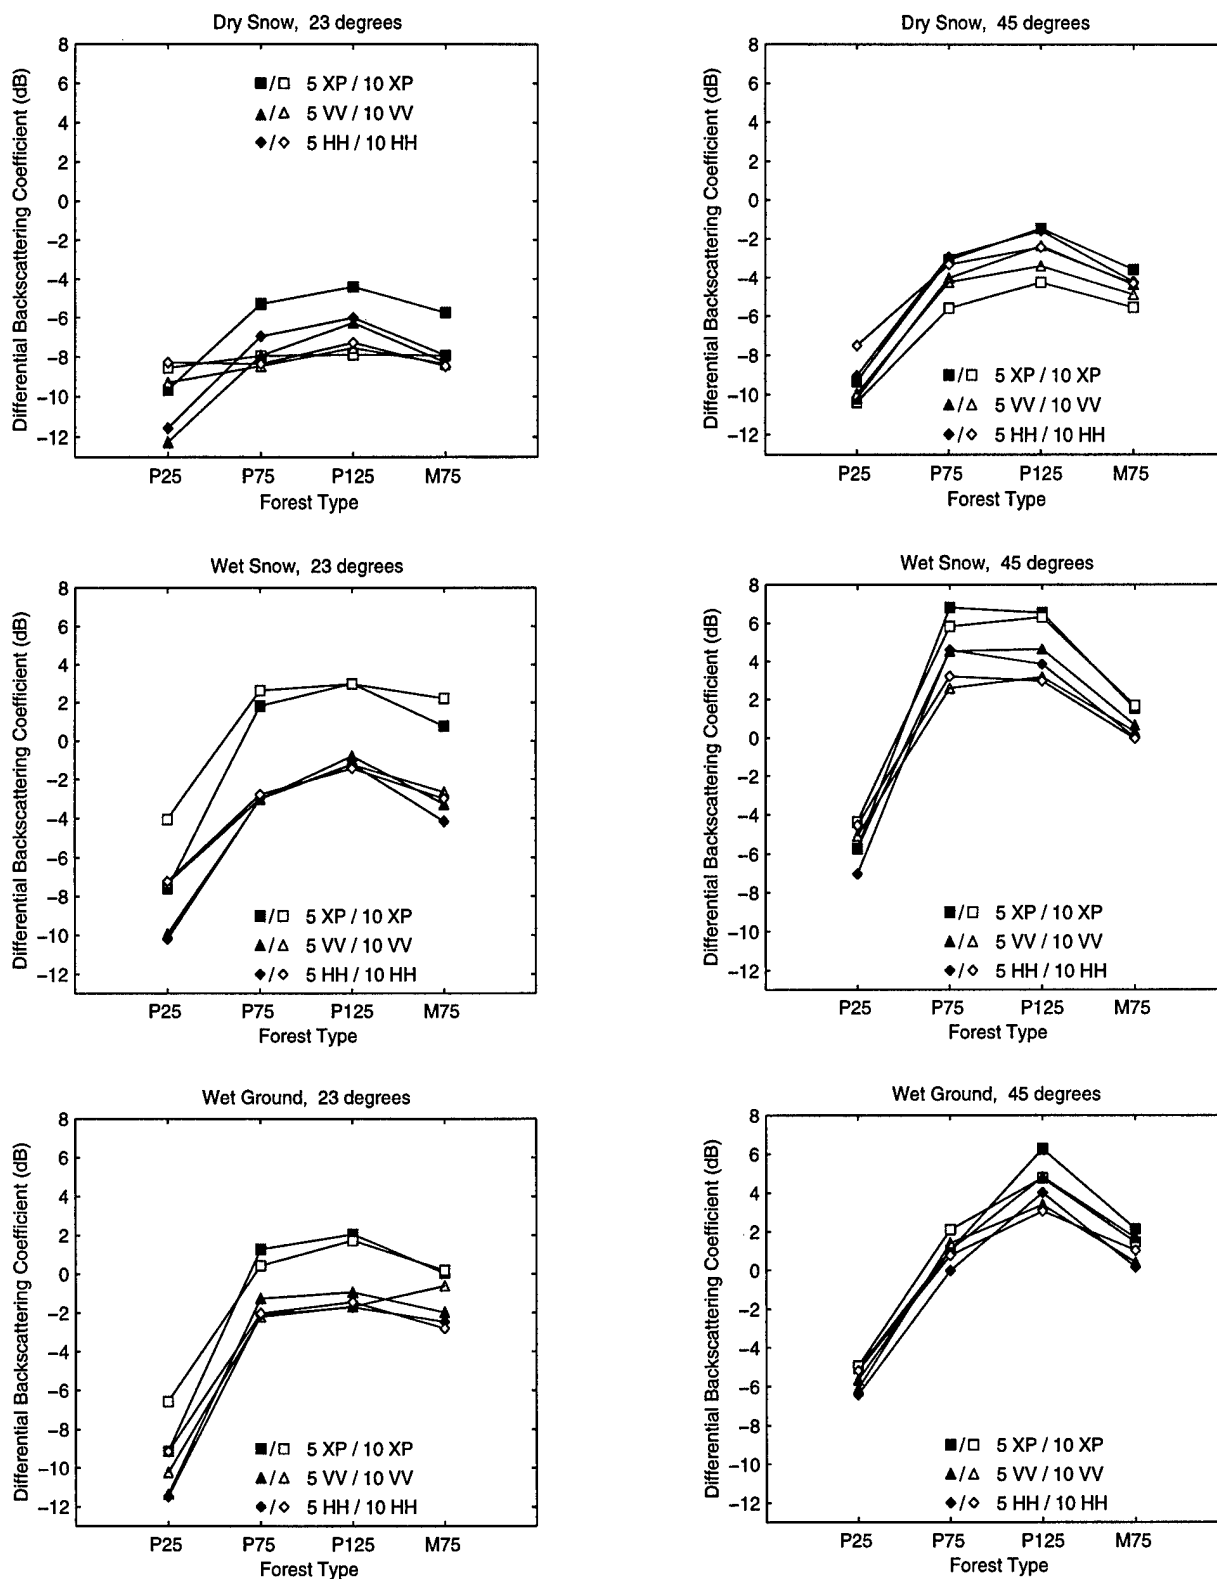 Dry Snow, 23 degrees
Differential Backscattering Coefficient (dB)
8
6
4
2
0
−2
−4
−6
−8
−10
−12
5 XP / 10 XP
5 VV / 10 VV
5 HH / 10 HH
P25 P75 P125 M75
Forest Type
Dry Snow, 45 degrees
Differential Backscattering Coefficient (dB)
8
6
4
2
0
−2
−4
−6
−8
−10
−12
5 XP / 10 XP
5 VV / 10 VV
5 HH / 10 HH
P25 P75 P125 M75
Forest Type
Wet Snow, 23 degrees
Differential Backscattering Coefficient (dB)
8
6
4
2
0
−2
−4
−6
−8
−10
−12
5 XP / 10 XP
5 VV / 10 VV
5 HH / 10 HH
P25 P75 P125 M75
Forest Type
Wet Snow, 45 degrees
Differential Backscattering Coefficient (dB)
8
6
4
2
0
−2
−4
−6
−8
−10
−12
5 XP / 10 XP
5 VV / 10 VV
5 HH / 10 HH
P25 P75 P125 M75
Forest Type
Wet Ground, 23 degrees
Differential Backscattering Coefficient (dB)
8
6
4
2
0
−2
−4
−6
−8
−10
−12
5 XP / 10 XP
5 VV / 10 VV
5 HH / 10 HH
P25 P75 P125 M75
Forest Type
Wet Ground, 45 degrees
Differential Backscattering Coefficient (dB)
8
6
4
2
0
−2
−4
−6
−8
−10
−12
5 XP / 10 XP
5 VV / 10 VV
5 HH / 10 HH
P25 P75 P125 M75
Forest Type